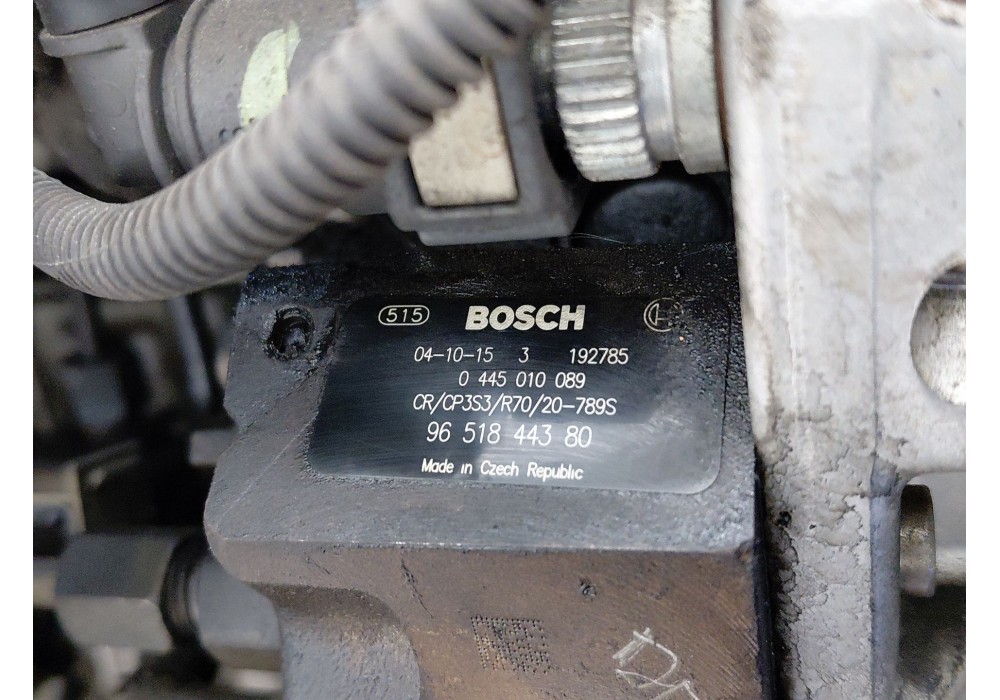 515 BOSCH
04-10-15 3 192785
0 445 010 089
CR/CP3S3/R70/20-789S
96 518 443 80
Made in Czech Republic